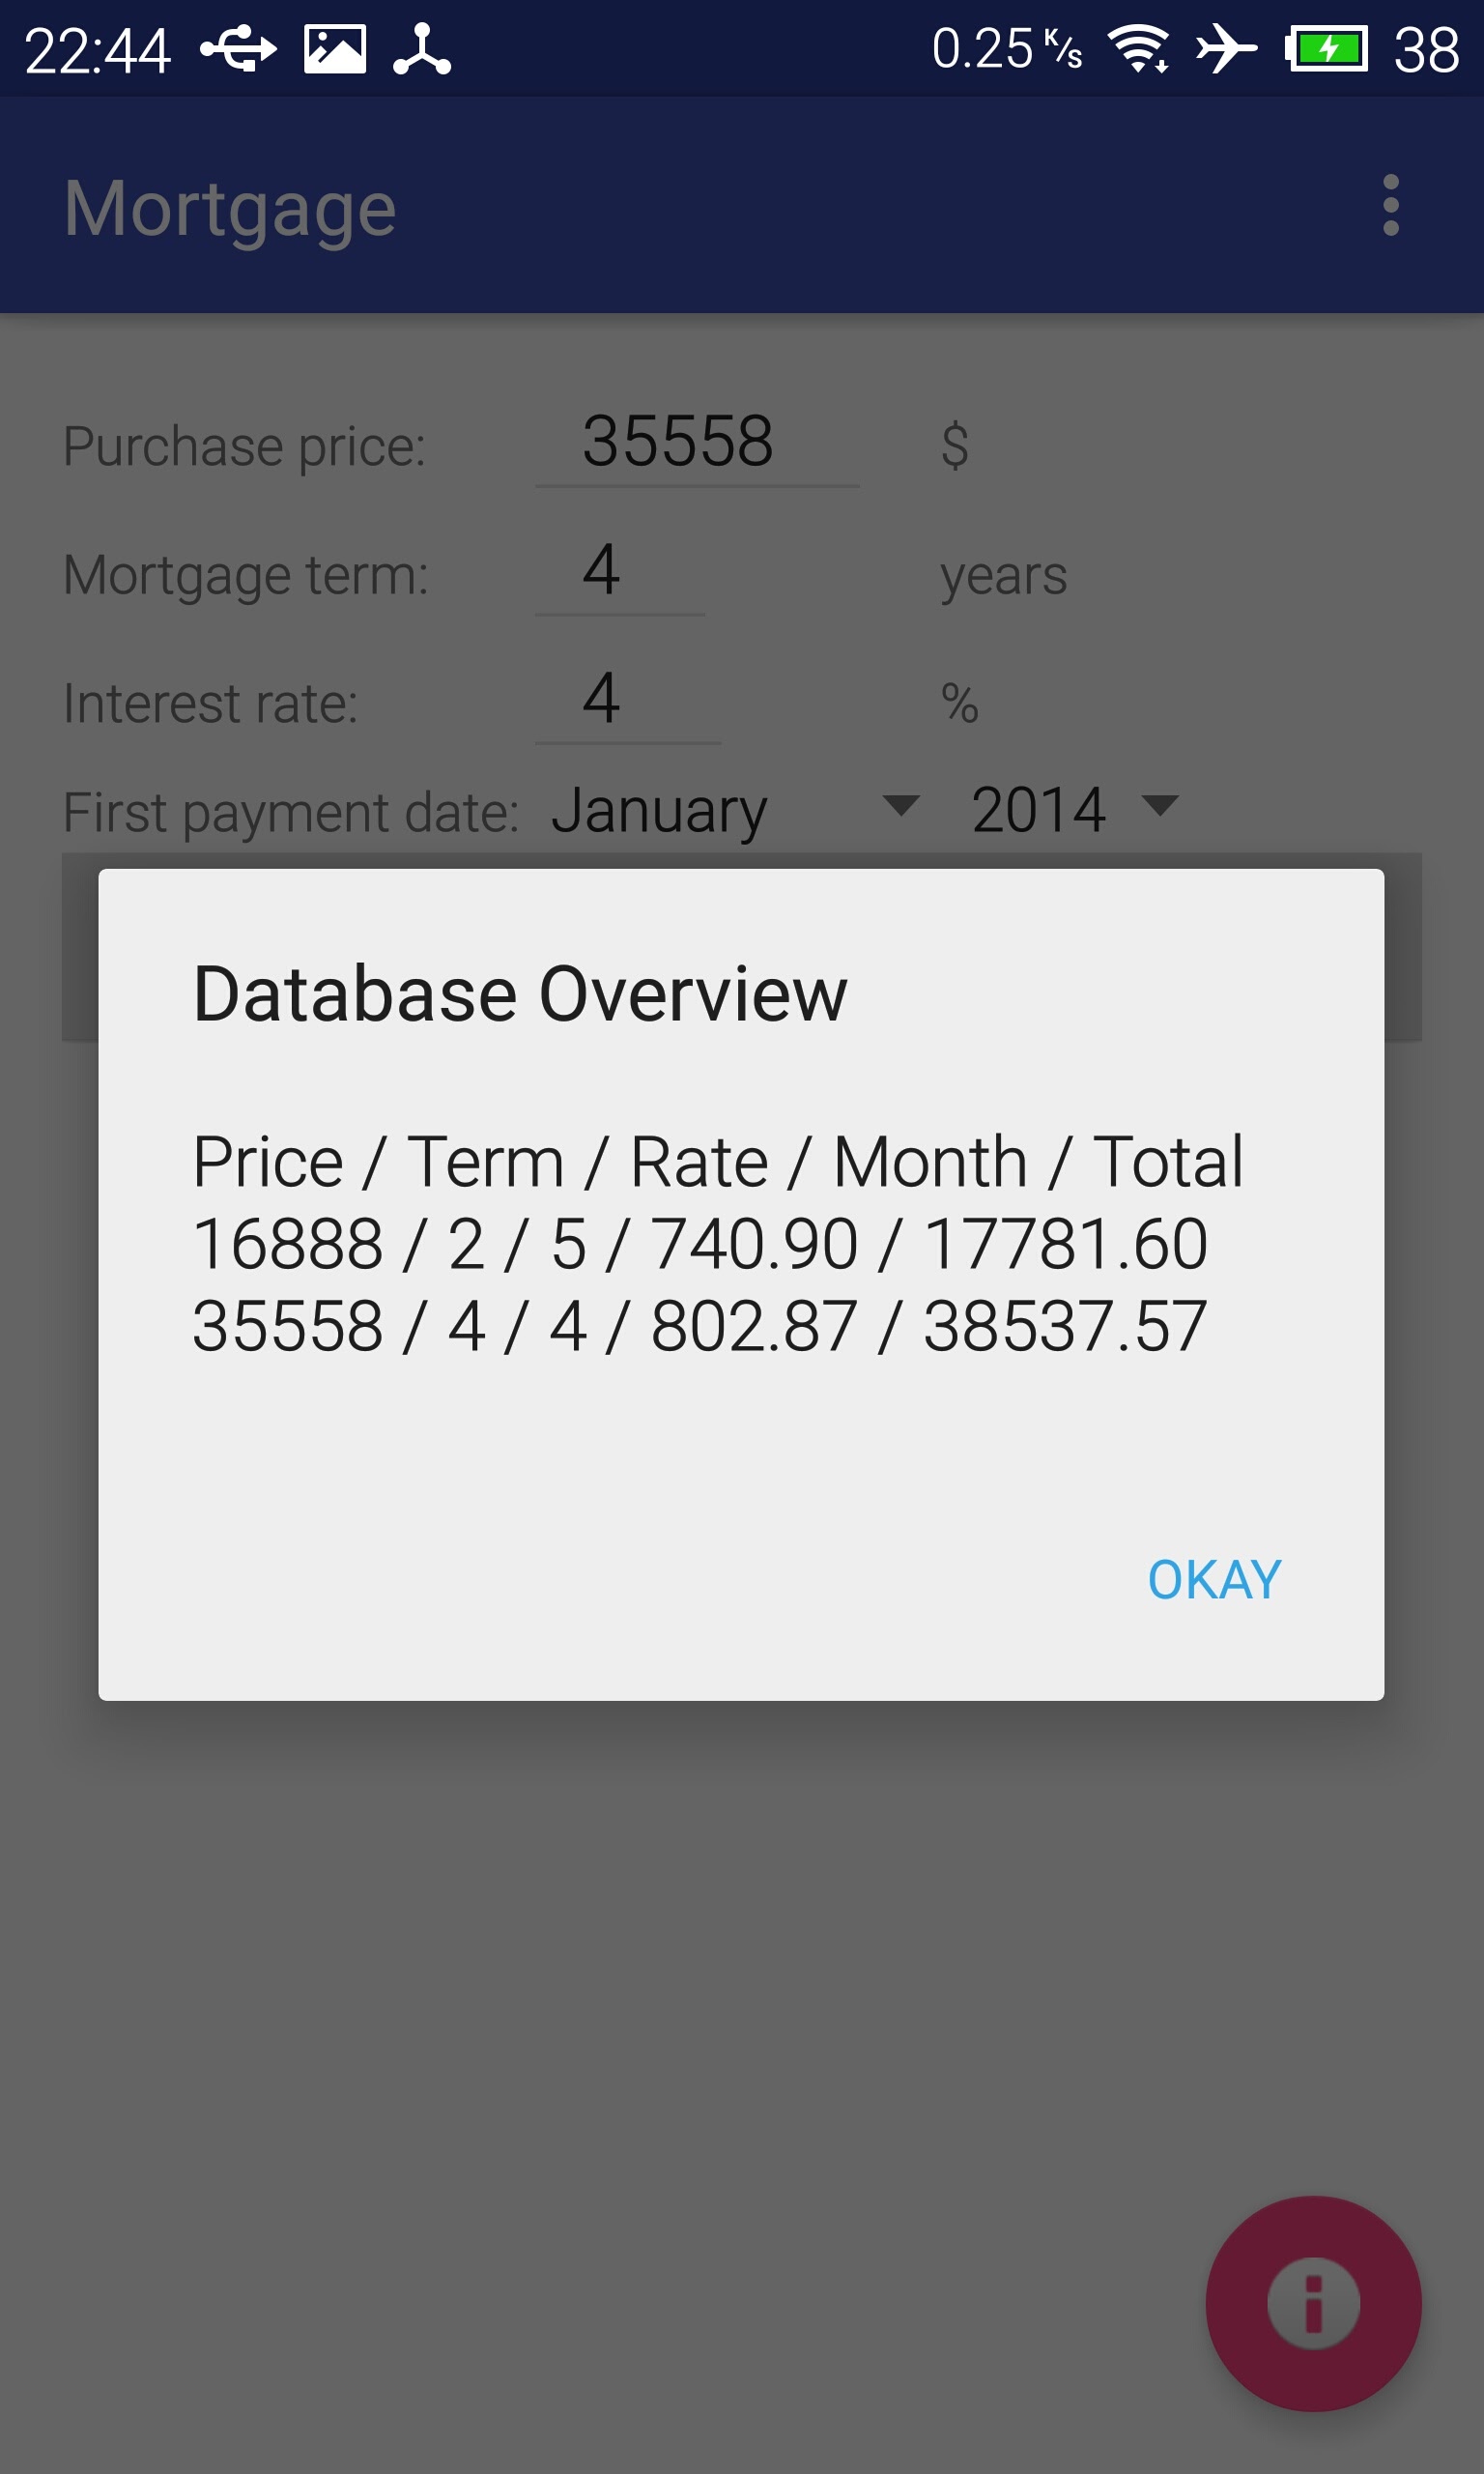 22:44 0.25 K/s 38
Mortgage
Purchase price: 35558 $
Mortgage term: 4 years
Interest rate: 4 %
First payment date: January 2014
Database Overview
Price / Term / Rate / Month / Total
16888 / 2 / 5 / 740.90 / 17781.60
35558 / 4 / 4 / 802.87 / 38537.57
OKAY